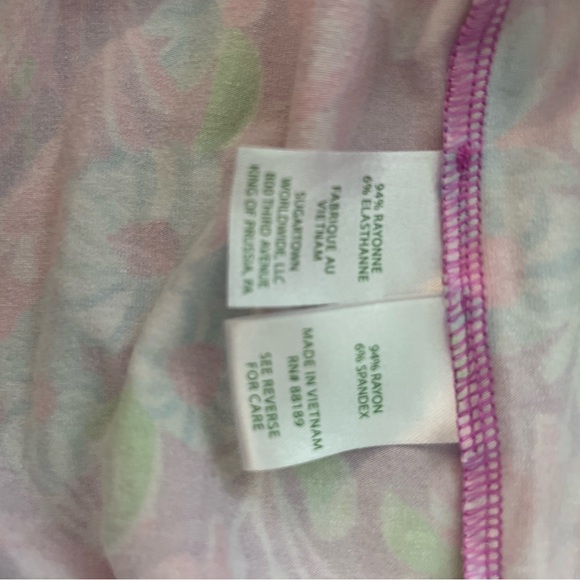 94% RAYONNE
6% ELASTHANNE
FABRIQUE AU
VIETNAM
SUGARTOWN
WORLDWIDE, LLC
800 THIRD AVENUE
KING OF PRUSSIA, PA
94% RAYON
6% SPANDEX
MADE IN VIETNAM
RN# 88189
SEE REVERSE
FOR CARE